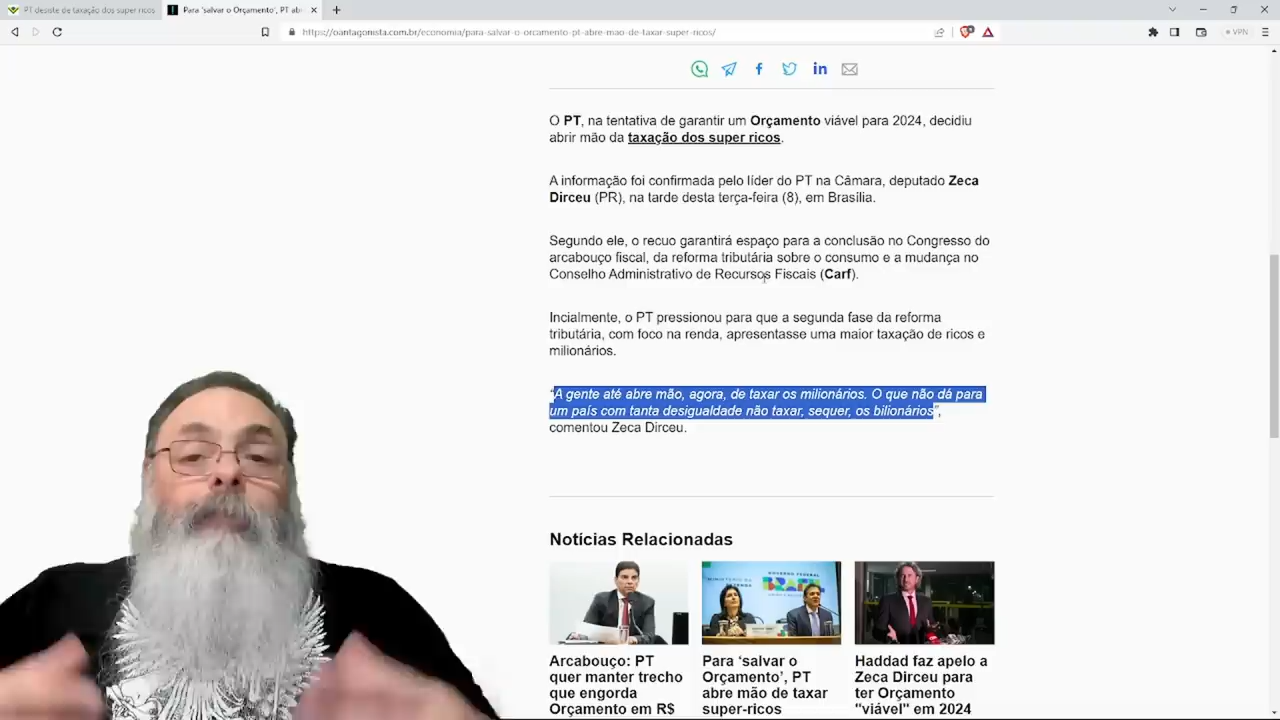 PT desiste de taxação dos super ricos
Para 'salvar o Orçamento', PT ab
https://oantagonista.com.br/economia/para-salvar-o-orcamento-pt-abre-mao-de-taxar-super-ricos/
VPN
O PT, na tentativa de garantir um Orçamento viável para 2024, decidiu
abrir mão da taxação dos super ricos.
A informação foi confirmada pelo líder do PT na Câmara, deputado Zeca
Dirceu (PR), na tarde desta terça-feira (8), em Brasília.
Segundo ele, o recuo garantirá espaço para a conclusão no Congresso do
arcabouço fiscal, da reforma tributária sobre o consumo e a mudança no
Conselho Administrativo de Recursos Fiscais (Carf).
Incialmente, o PT pressionou para que a segunda fase da reforma
tributária, com foco na renda, apresentasse uma maior taxação de ricos e
milionários.
“A gente até abre mão, agora, de taxar os milionários. O que não dá para
um país com tanta desigualdade não taxar, sequer, os bilionários”,
comentou Zeca Dirceu.
Notícias Relacionadas
GOVERNO FEDERAL
BRASIL
Arcabouço: PT
quer manter trecho
que engorda
Orçamento em R$
Para ‘salvar o
Orçamento’, PT
abre mão de taxar
super-ricos
Haddad faz apelo a
Zeca Dirceu para
ter Orçamento
"viável" em 2024